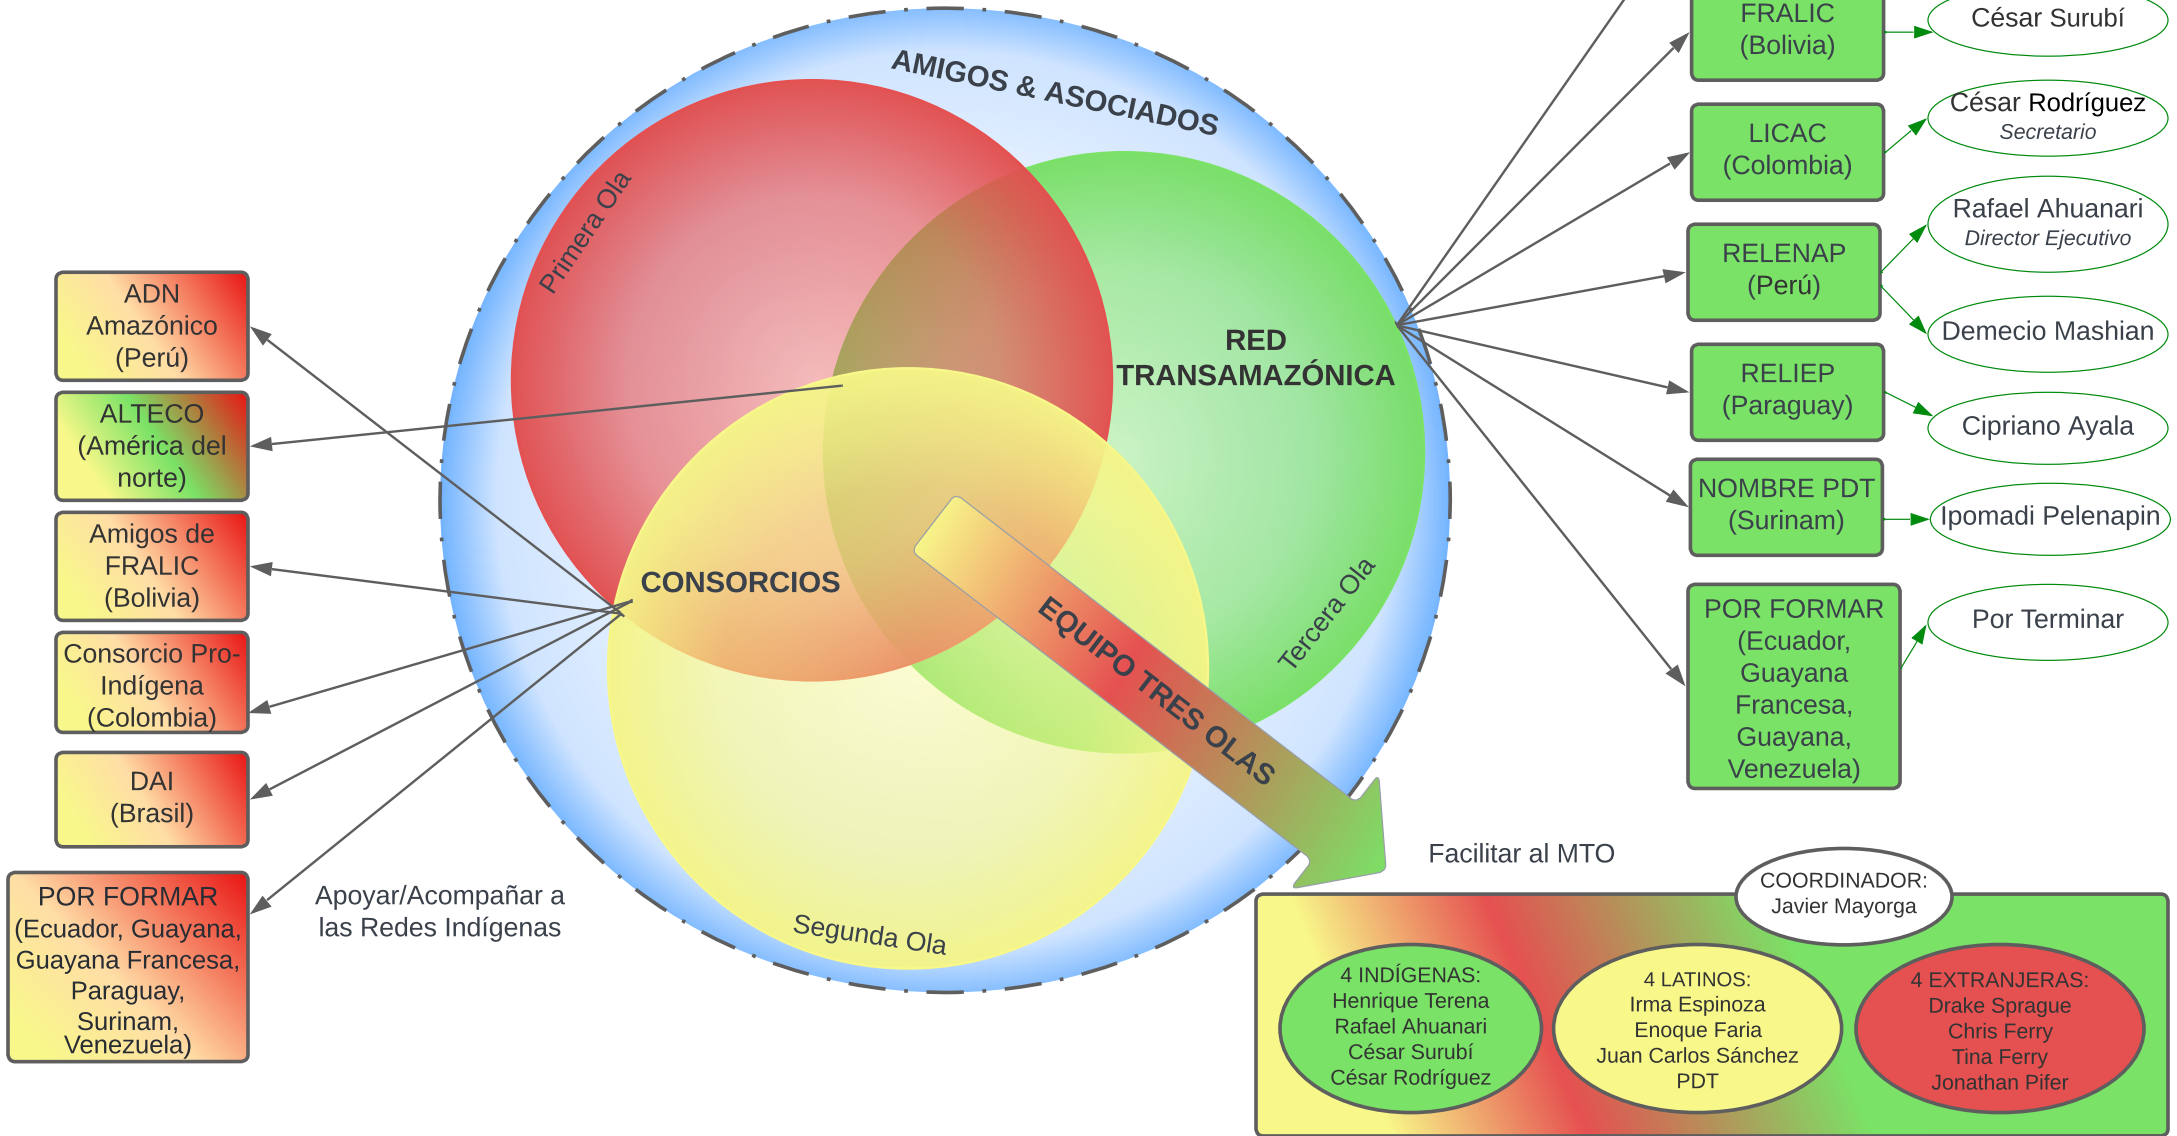 AMIGOS & ASOCIADOS
Primera Ola
RED
TRANSAMAZÓNICA
CONSORCIOS
Tercera Ola
Segunda Ola
EQUIPO TRES OLAS
ADN
Amazónico
(Perú)
ALTECO
(América del
norte)
Amigos de
FRALIC
(Bolivia)
Consorcio Pro-
Indígena
(Colombia)
DAI
(Brasil)
POR FORMAR
(Ecuador, Guayana,
Guayana Francesa,
Paraguay,
Surinam,
Venezuela)
Apoyar/Acompañar a
las Redes Indígenas
FRALIC
(Bolivia)
César Surubí
LICAC
(Colombia)
César Rodríguez
Secretario
RELENAP
(Perú)
Rafael Ahuanari
Director Ejecutivo
Demecio Mashian
RELIEP
(Paraguay)
Cipriano Ayala
NOMBRE PDT
(Surinam)
Ipomadi Pelenapin
POR FORMAR
(Ecuador,
Guayana
Francesa,
Guayana,
Venezuela)
Por Terminar
Facilitar al MTO
COORDINADOR:
Javier Mayorga
4 INDÍGENAS:
Henrique Terena
Rafael Ahuanari
César Surubí
César Rodríguez
4 LATINOS:
Irma Espinoza
Enoque Faria
Juan Carlos Sánchez
PDT
4 EXTRANJERAS:
Drake Sprague
Chris Ferry
Tina Ferry
Jonathan Pifer